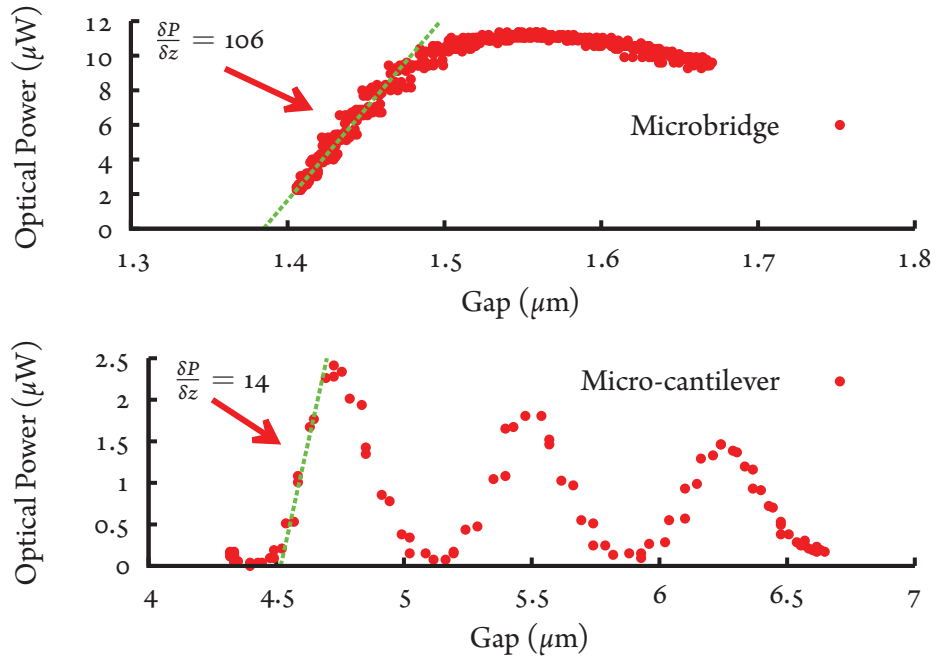 12
10
8
6
4
2
0
Optical Power (μW)
δP/δz = 106
Microbridge
1.3 1.4 1.5 1.6 1.7 1.8
Gap (μm)
2.5
2
1.5
1
0.5
0
Optical Power (μW)
δP/δz = 14
Micro-cantilever
4 4.5 5 5.5 6 6.5 7
Gap (μm)